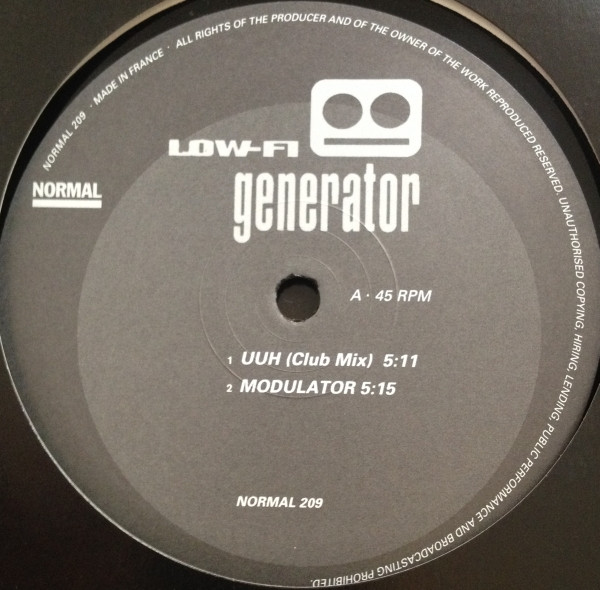 NORMAL 209 · MADE IN FRANCE · ALL RIGHTS OF THE PRODUCER AND OF THE OWNER OF THE WORK REPRODUCED RESERVED. UNAUTHORISED COPYING, HIRING, LENDING, PUBLIC PERFORMANCE AND BROADCASTING PROHIBITED.
LOW-FI
generator
NORMAL
A · 45 RPM
1 UUH (Club Mix) 5:11
2 MODULATOR 5:15
NORMAL 209